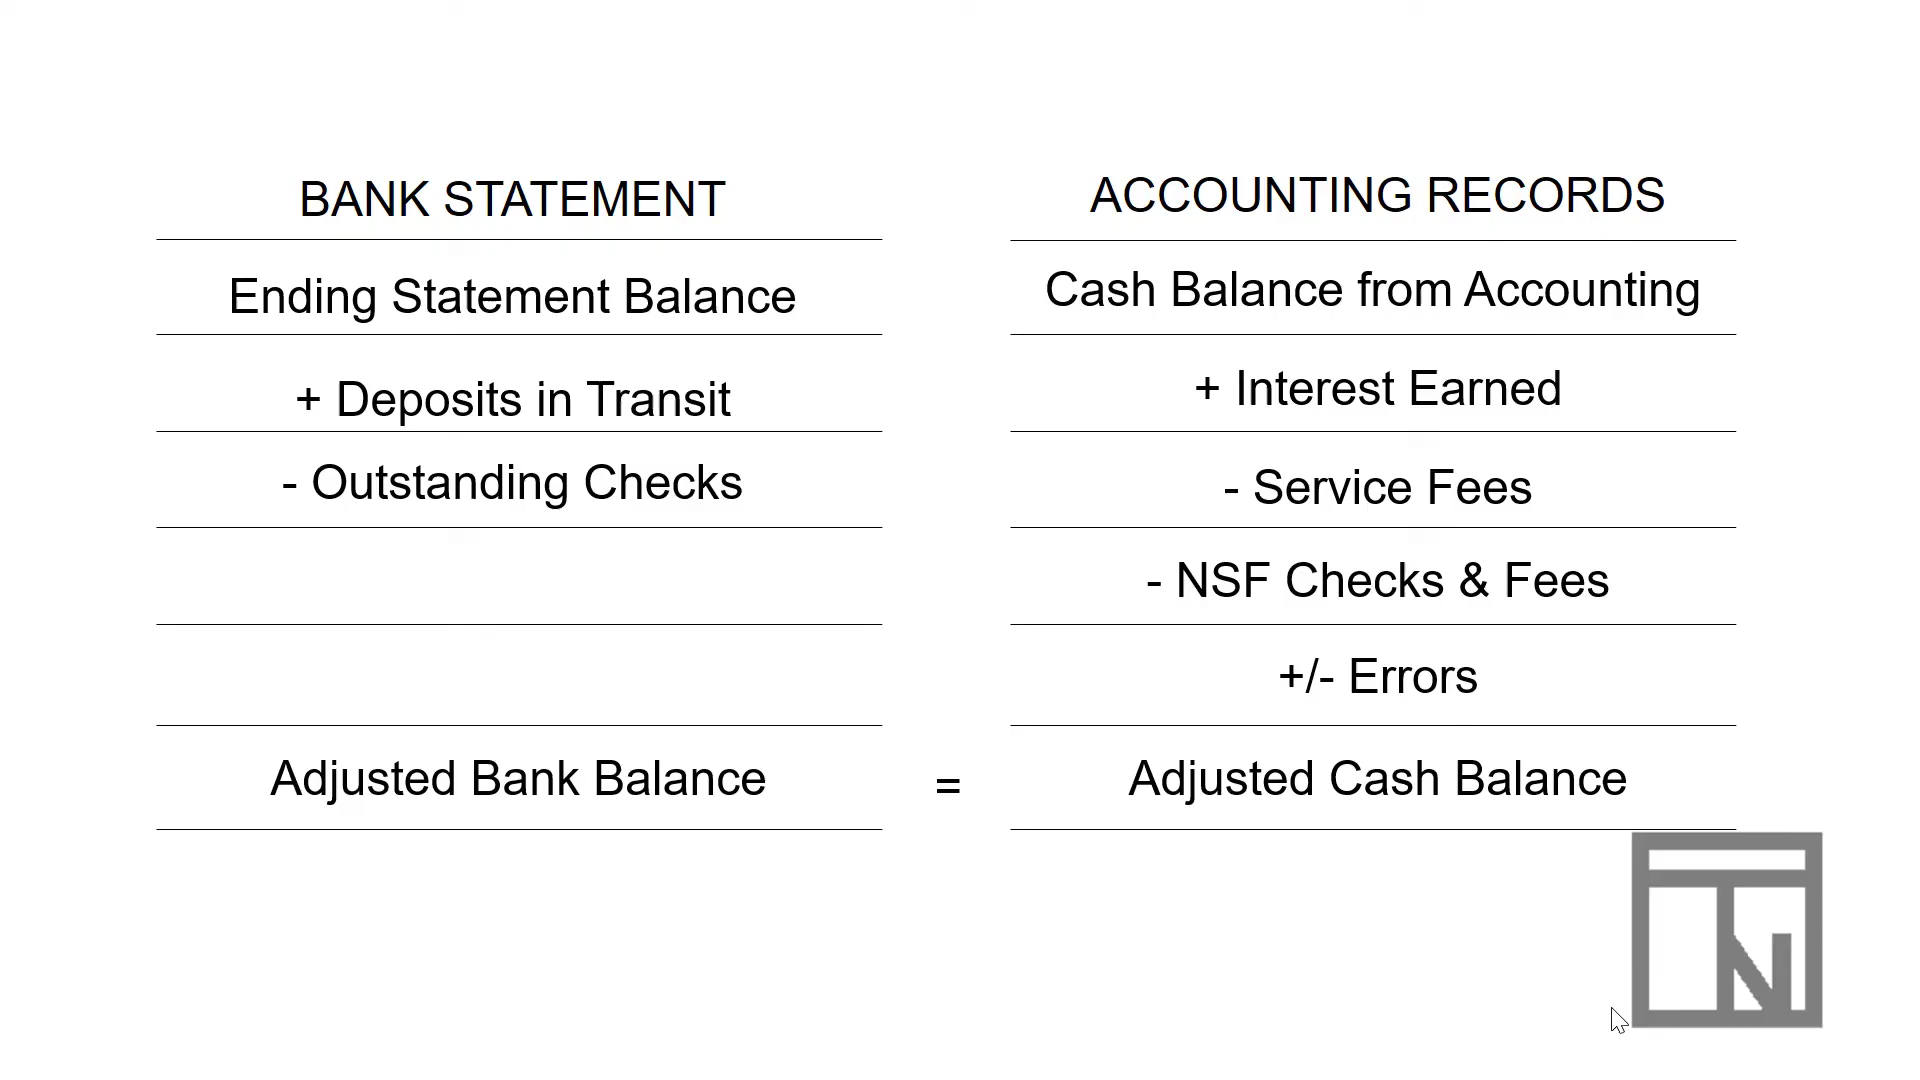 BANK STATEMENT
Ending Statement Balance
+ Deposits in Transit
- Outstanding Checks
Adjusted Bank Balance
=
ACCOUNTING RECORDS
Cash Balance from Accounting
+ Interest Earned
- Service Fees
- NSF Checks & Fees
+/- Errors
Adjusted Cash Balance
TN